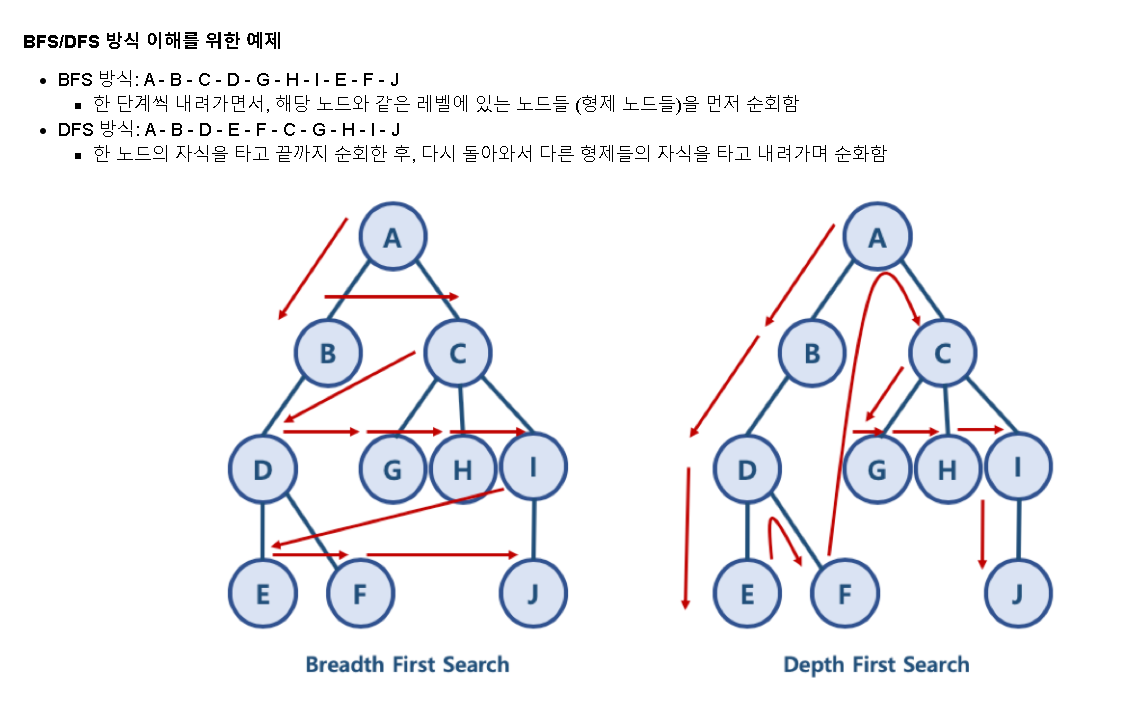 BFS/DFS 방식 이해를 위한 예제
BFS 방식: A - B - C - D - G - H - I - E - F - J
한 단계씩 내려가면서, 해당 노드와 같은 레벨에 있는 노드들 (형제 노드들)을 먼저 순회함
DFS 방식: A - B - D - E - F - C - G - H - I - J
한 노드의 자식을 타고 끝까지 순회한 후, 다시 돌아와서 다른 형제들의 자식을 타고 내려가며 순화함
A
B C
D G H I
E F J
Breadth First Search
A
B C
D G H I
E F J
Depth First Search